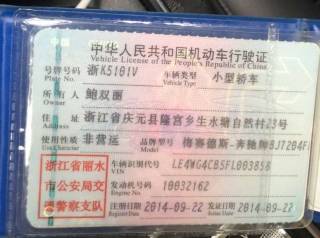 中华人民共和国机动车行驶证
Vehicle License of the People's Republic of China
号牌号码 浙K5101V 车辆类型 小型轿车
Plate No. Vehicle Type
所有人 鲍双丽
Owner
住址 浙江省庆元县隆宫乡生水塘自然村23号
Address
使用性质 非营运 品牌型号 梅赛德斯-奔驰牌BJ7204F
Use Character Model
浙江省丽水
市公安局交
通警察支队
车辆识别代号 LE4WG4CB5FL003858
VIN
发动机号码 10032162
Engine No.
注册日期 2014-09-22 发证日期 2014-09-22
Register Date Issue Date